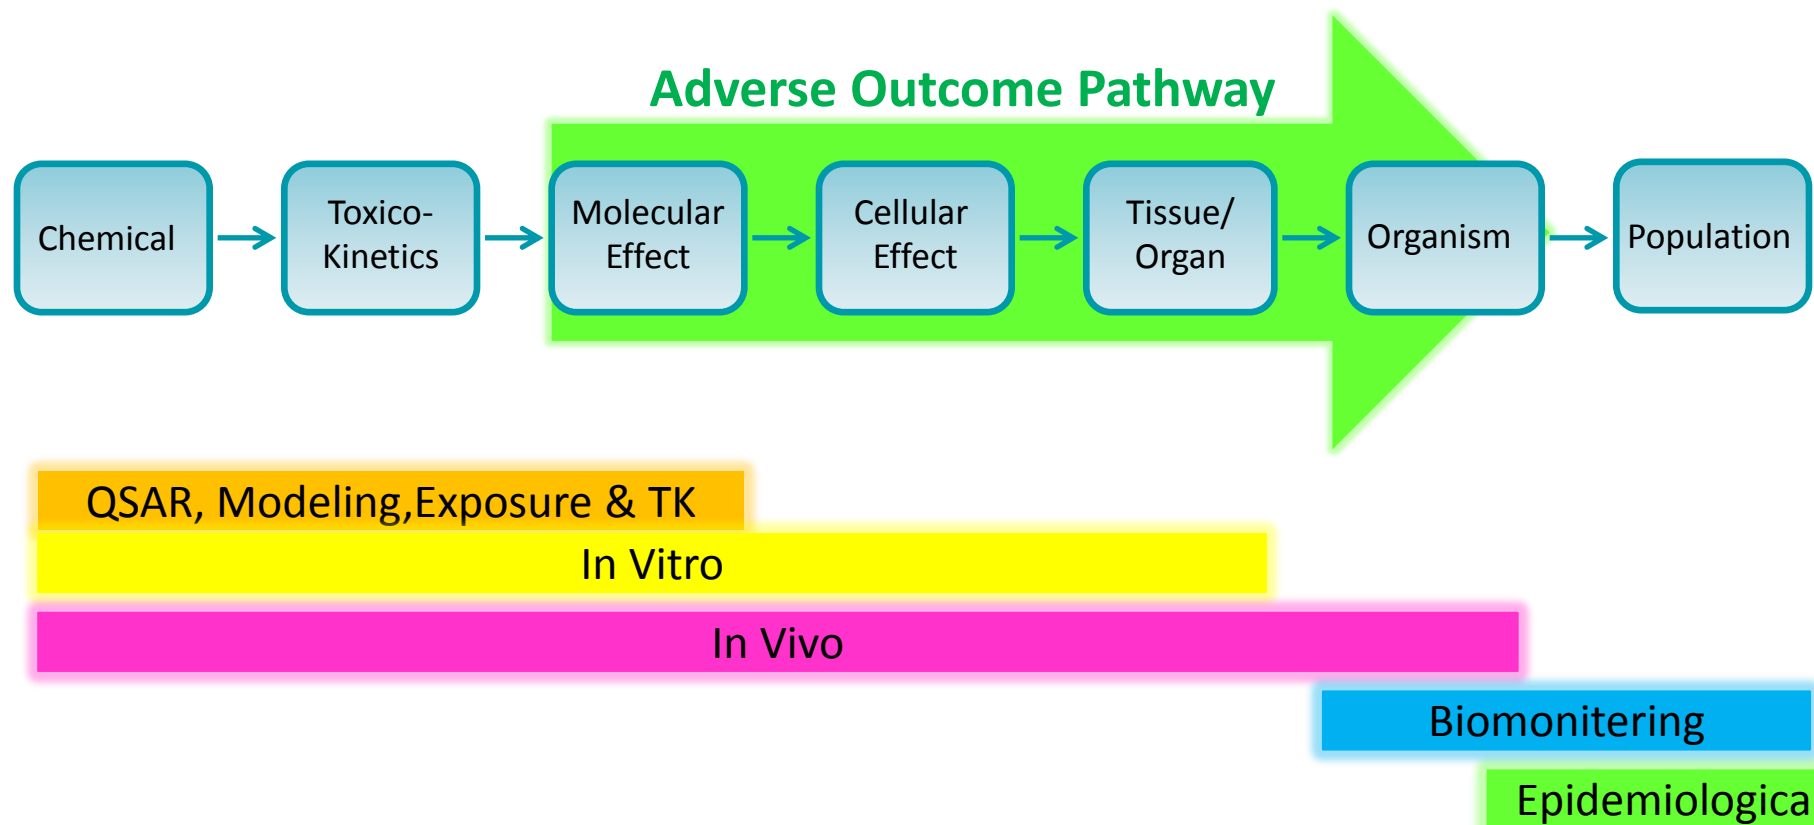 Adverse Outcome Pathway
Chemical
Toxico-
Kinetics
Molecular
Effect
Cellular
Effect
Tissue/
Organ
Organism
Population
QSAR, Modeling,Exposure & TK
In Vitro
In Vivo
Biomonitering
Epidemiologica